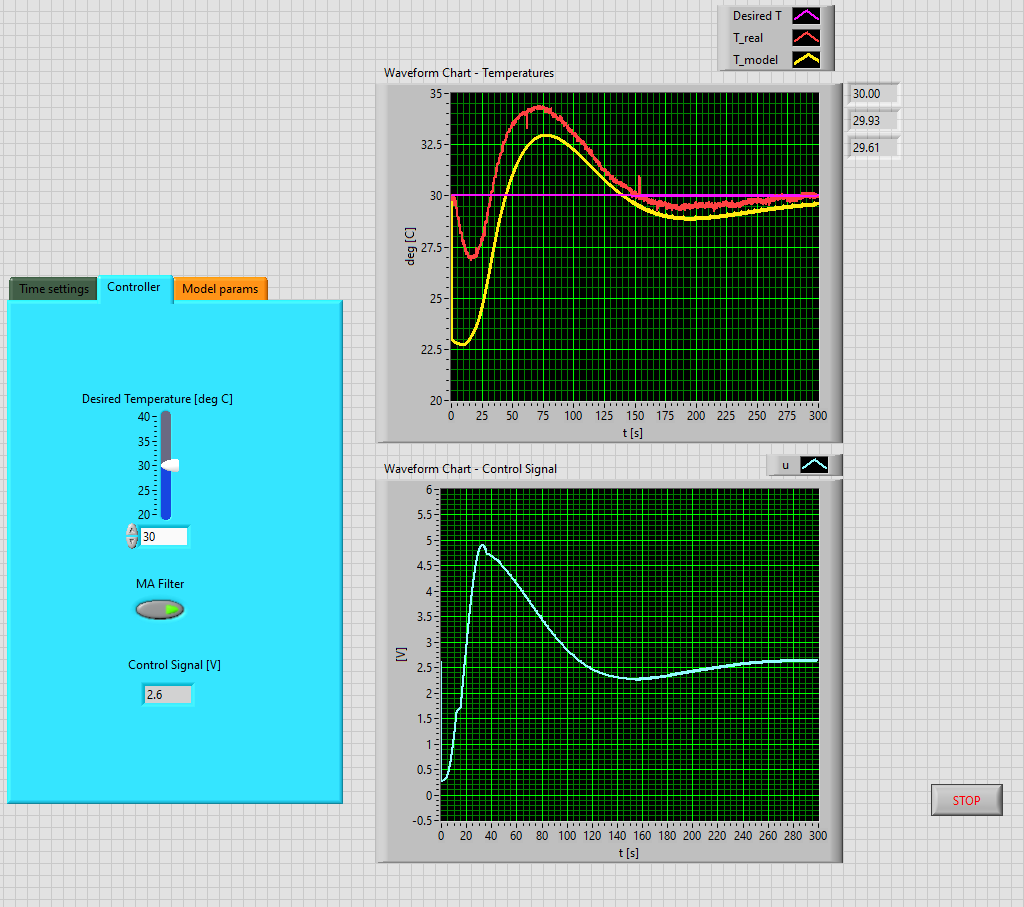 Desired T
T_real
T_model
Waveform Chart - Temperatures
35
32.5
30
27.5
25
22.5
20
deg [C]
0 25 50 75 100 125 150 175 200 225 250 275 300
t [s]
30.00
29.93
29.61
Time settings Controller Model params
Desired Temperature [deg C]
40
35
30
25
20
30
MA Filter
Control Signal [V]
2.6
Waveform Chart - Control Signal
u
6
5.5
5
4.5
4
3.5
3
2.5
2
1.5
1
0.5
0
-0.5
[V]
0 20 40 60 80 100 120 140 160 180 200 220 240 260 280 300
t [s]
STOP